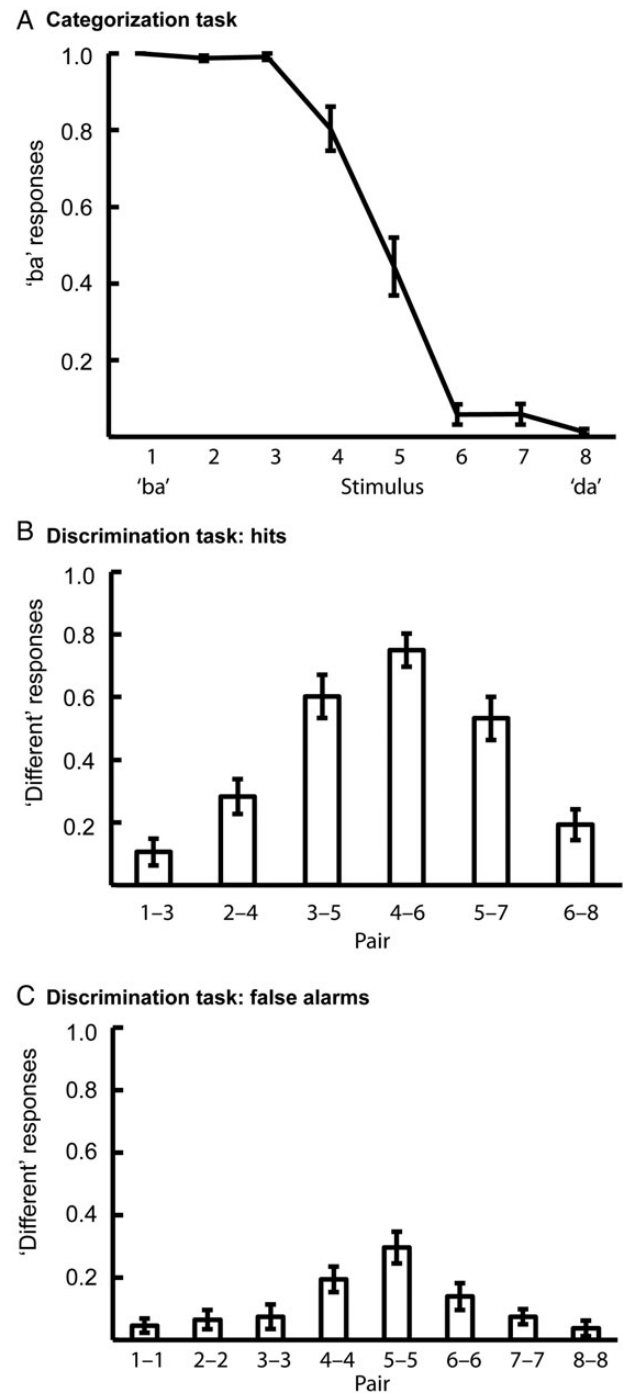 A Categorization task
1.0
0.8
0.6
0.4
0.2
‘ba’ responses
1 2 3 4 5 6 7 8
‘ba’ Stimulus ‘da’
B Discrimination task: hits
1.0
0.8
0.6
0.4
0.2
‘Different’ responses
1–3 2–4 3–5 4–6 5–7 6–8
Pair
C Discrimination task: false alarms
1.0
0.8
0.6
0.4
0.2
‘Different’ responses
1–1 2–2 3–3 4–4 5–5 6–6 7–7 8–8
Pair